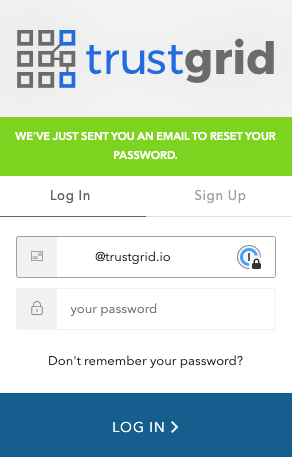 trustgrid
WE'VE JUST SENT YOU AN EMAIL TO RESET YOUR
PASSWORD.
Log In
Sign Up
@trustgrid.io
your password
Don't remember your password?
LOG IN >